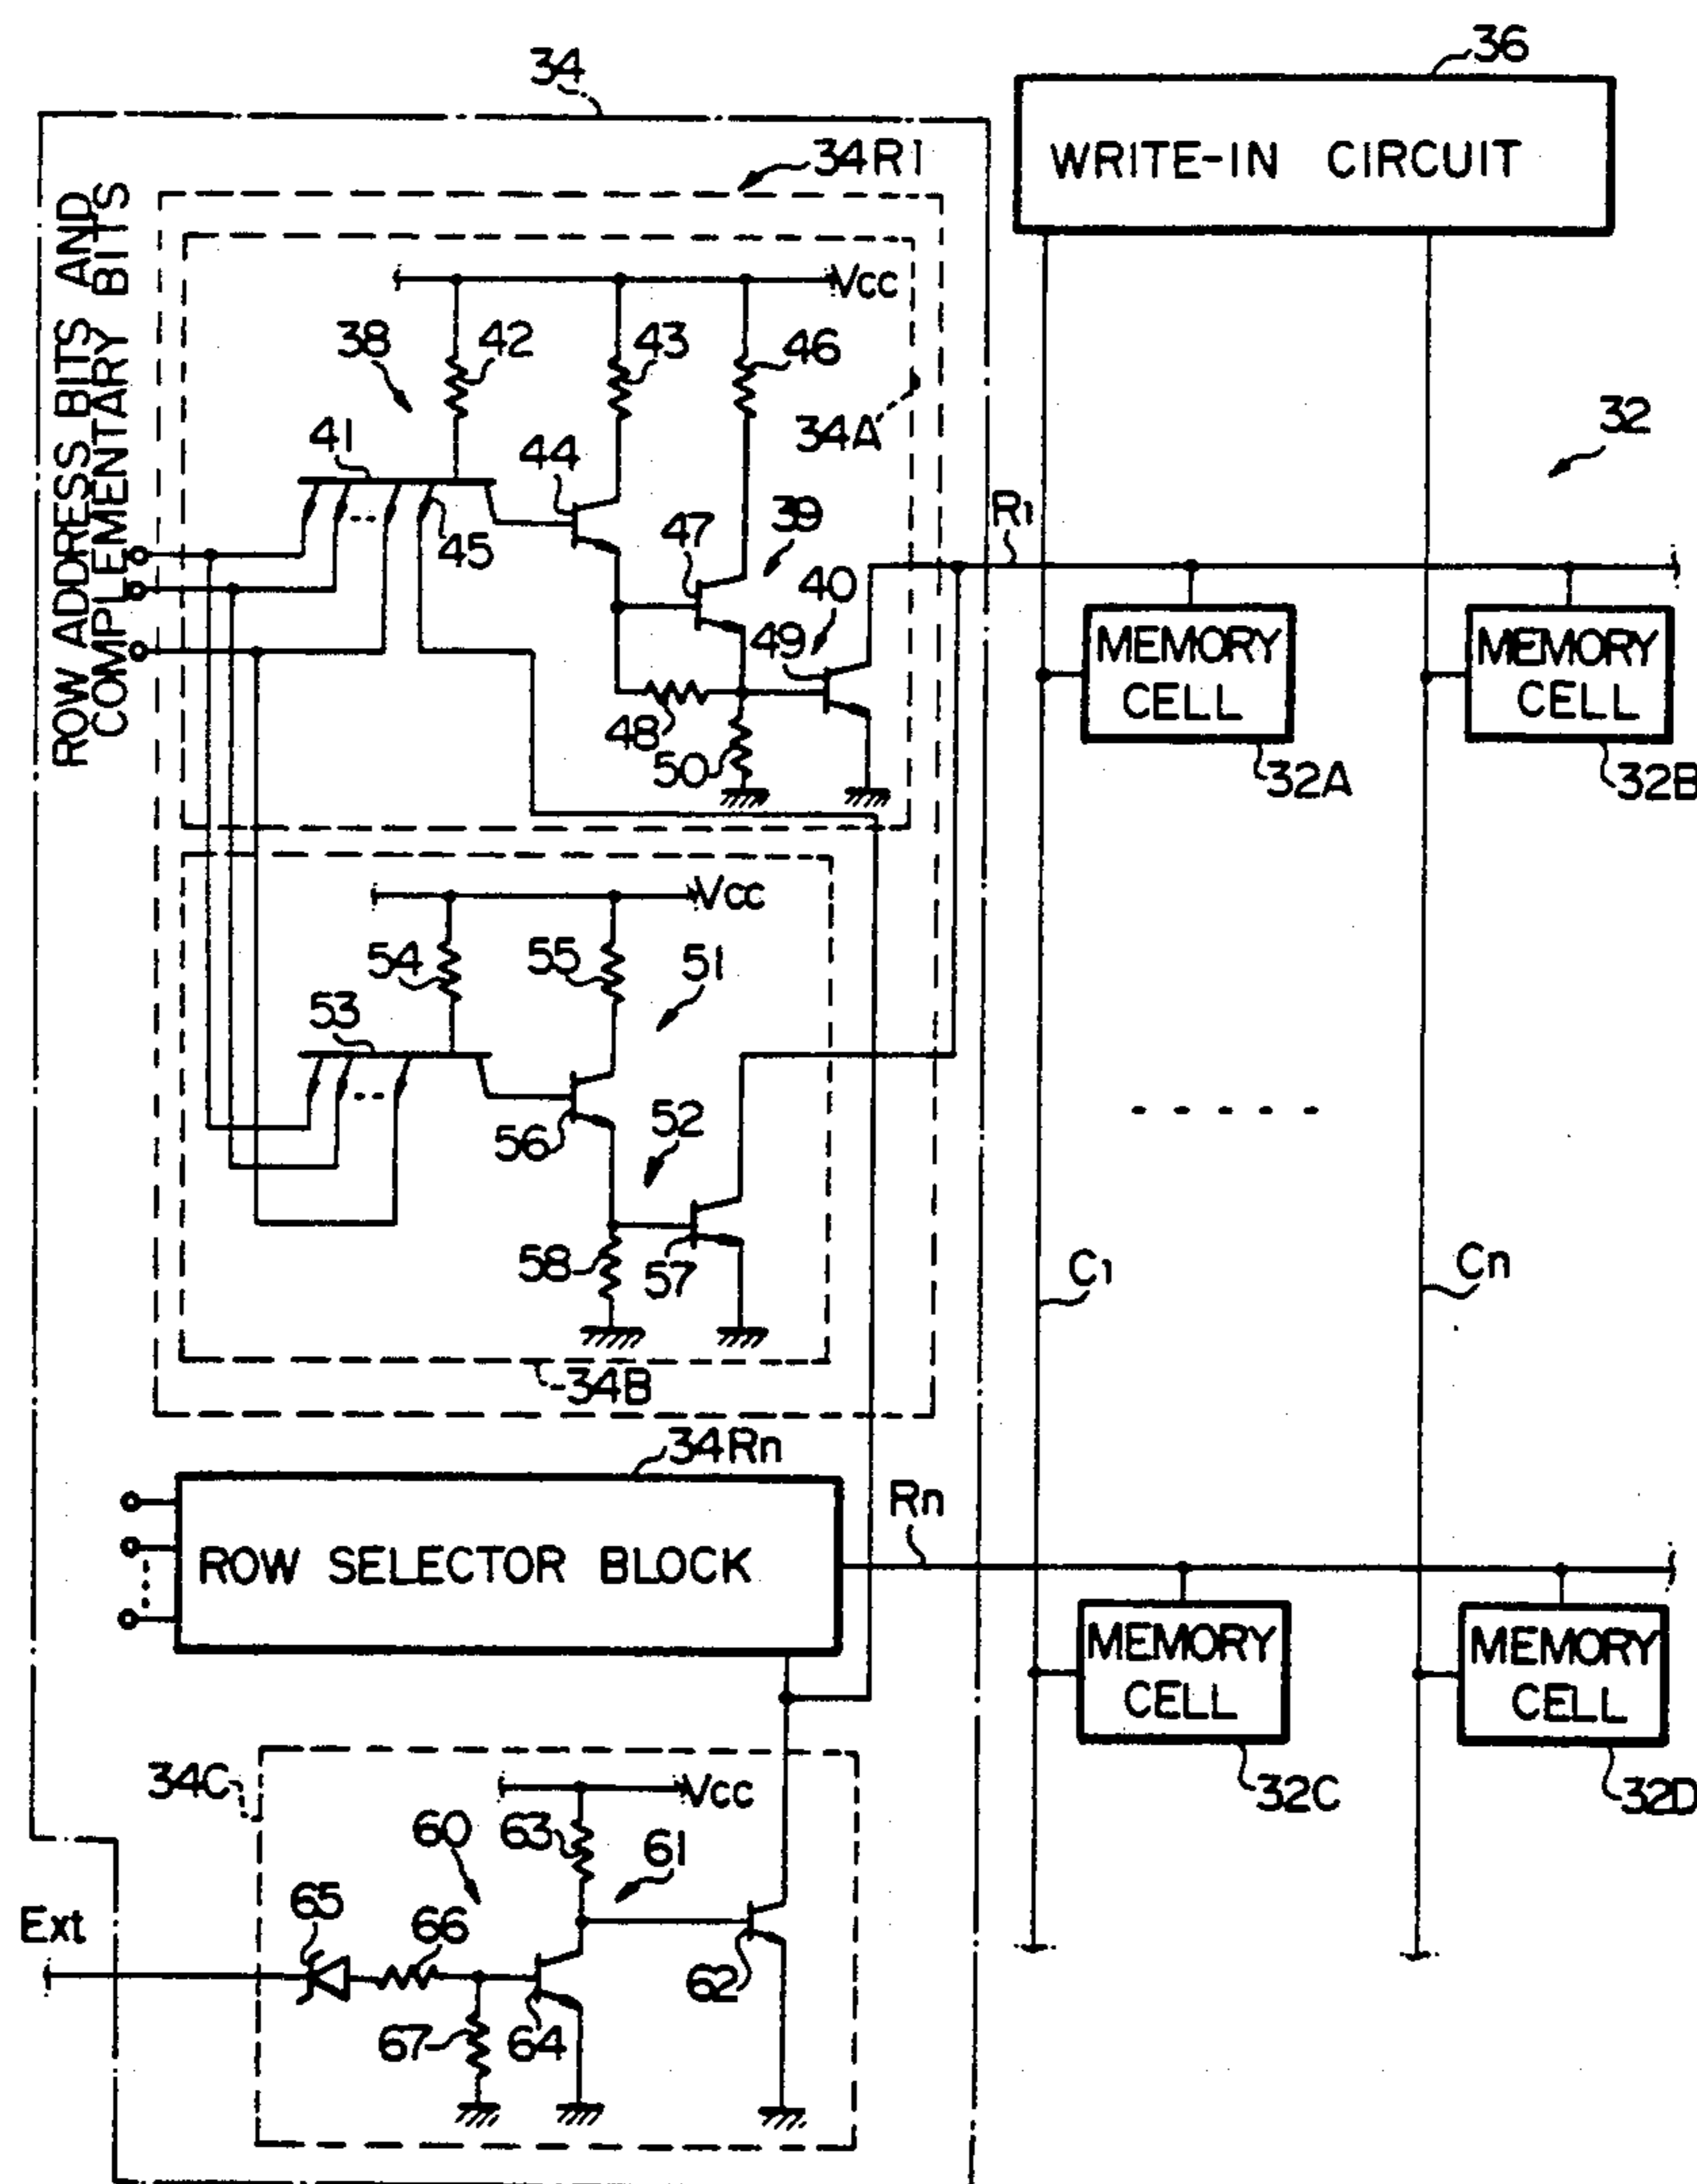 34
36
WRITE-IN CIRCUIT
34R1
ROW ADDRESS BITS AND
COMPLEMENTARY BITS
Vcc
38
42
43
46
34A
32
41
44
45
47
39
R1
40
49
MEMORY
CELL
MEMORY
CELL
48
50
32A
32B
Vcc
54
55
51
53
56
52
58
57
C1
Cn
34B
34Rn
Rn
ROW SELECTOR BLOCK
MEMORY
CELL
MEMORY
CELL
34C
Vcc
60
63
61
32C
32D
65
66
Ext
62
67
64